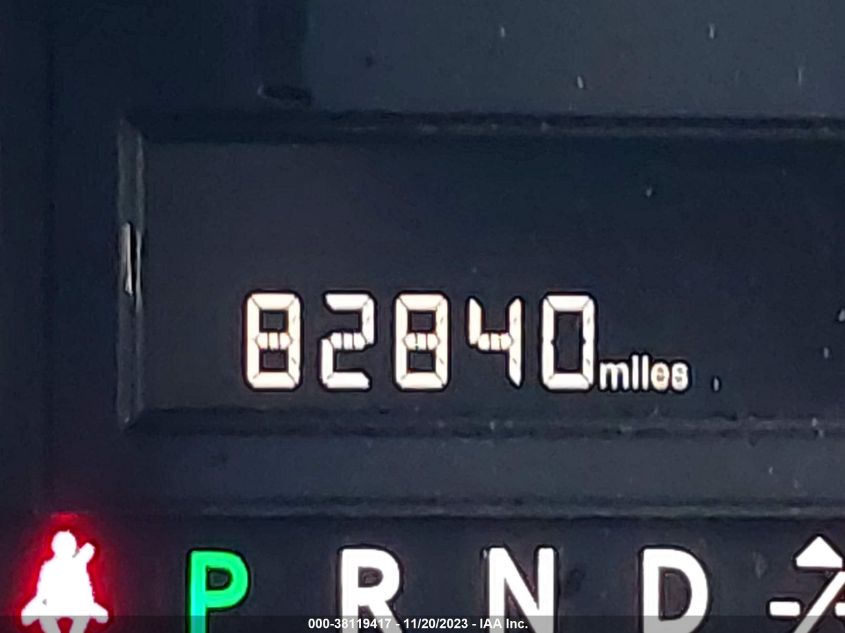 82840 miles
P R N D
000-38119417 - 11/20/2023 - IAA Inc.